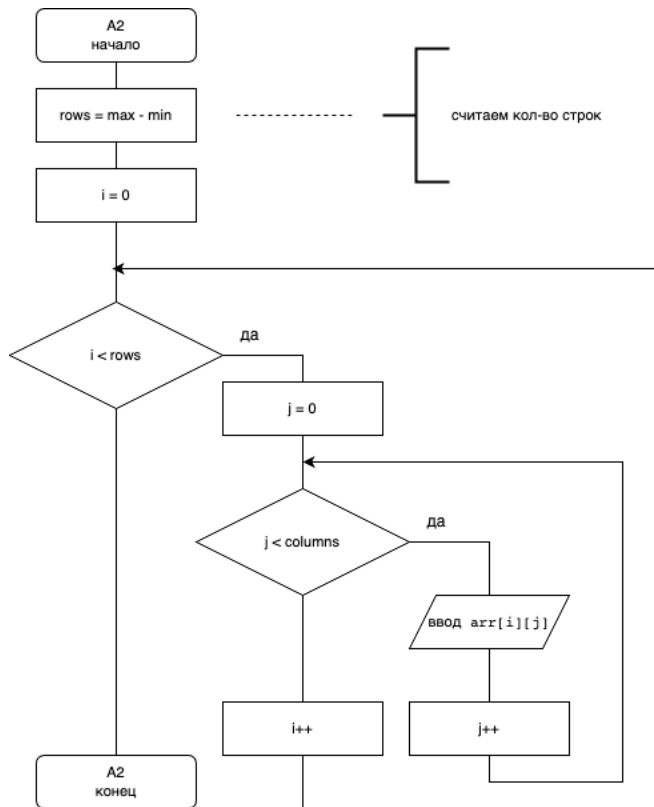 A2
начало
rows = max - min
считаем кол-во строк
i = 0
i < rows
да
j = 0
j < columns
да
ввод arr[i][j]
i++
j++
A2
конец